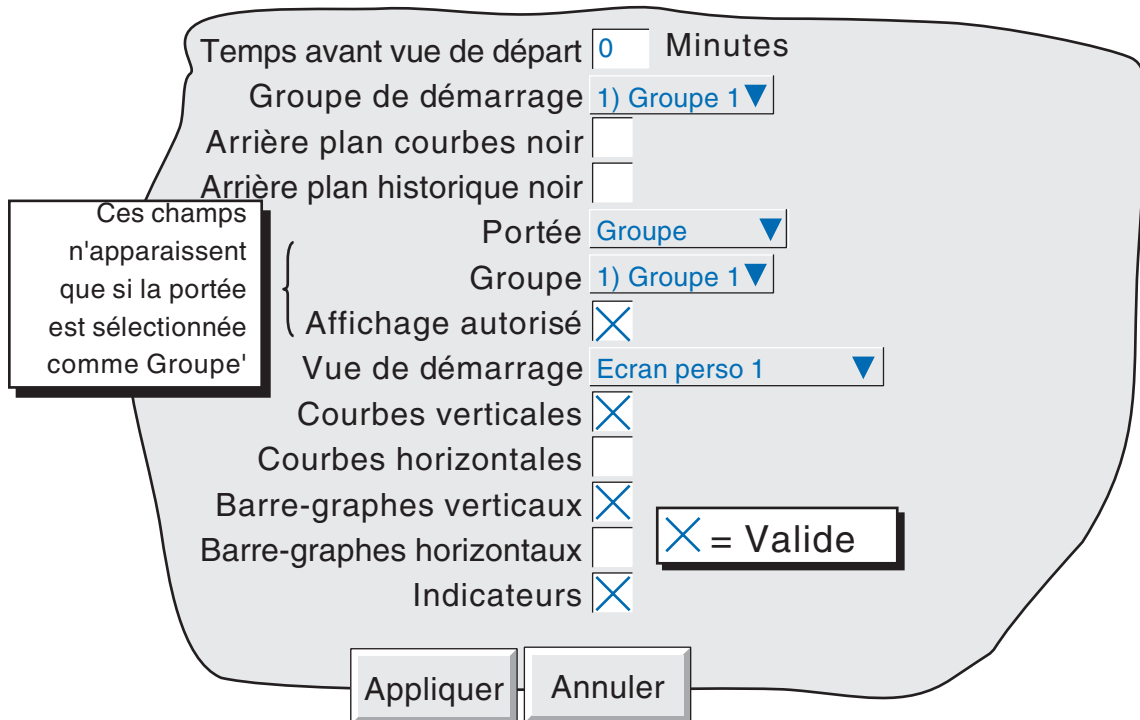 Temps avant vue de départ 0 Minutes
Groupe de démarrage 1) Groupe 1
Arrière plan courbes noir
Arrière plan historique noir
Ces champs
n'apparaissent
que si la portée
est sélectionnée
comme Groupe'
Portée Groupe
Groupe 1) Groupe 1
Affichage autorisé
Vue de démarrage Ecran perso 1
Courbes verticales
Courbes horizontales
Barre-graphes verticaux
= Valide
Barre-graphes horizontaux
Indicateurs
Appliquer Annuler